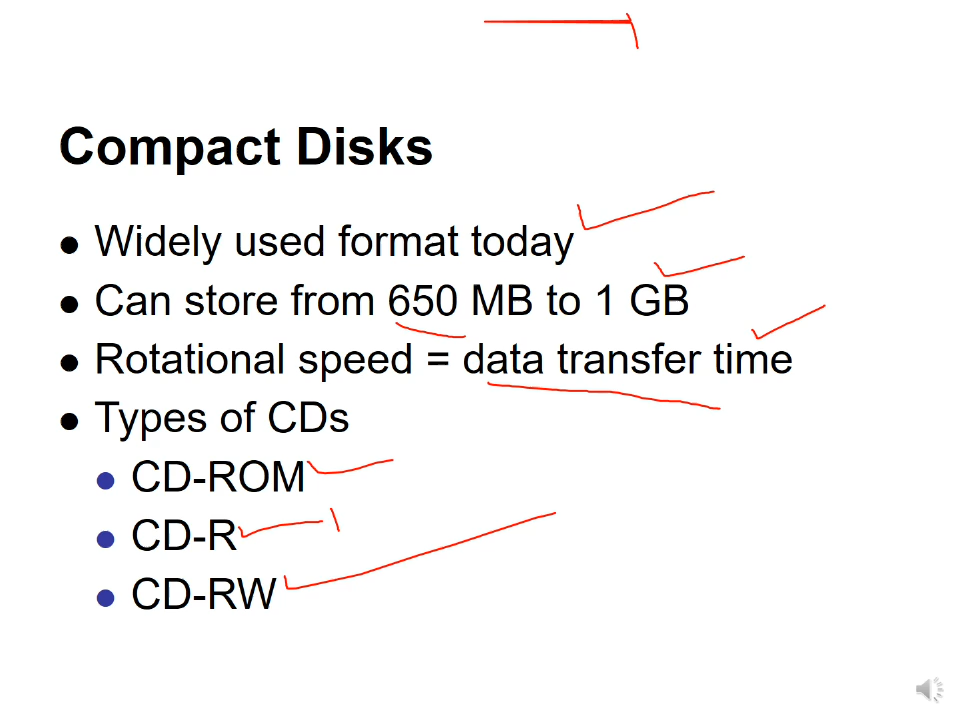 Compact Disks
● Widely used format today
● Can store from 650 MB to 1 GB
● Rotational speed = data transfer time
● Types of CDs
● CD-ROM
● CD-R
● CD-RW